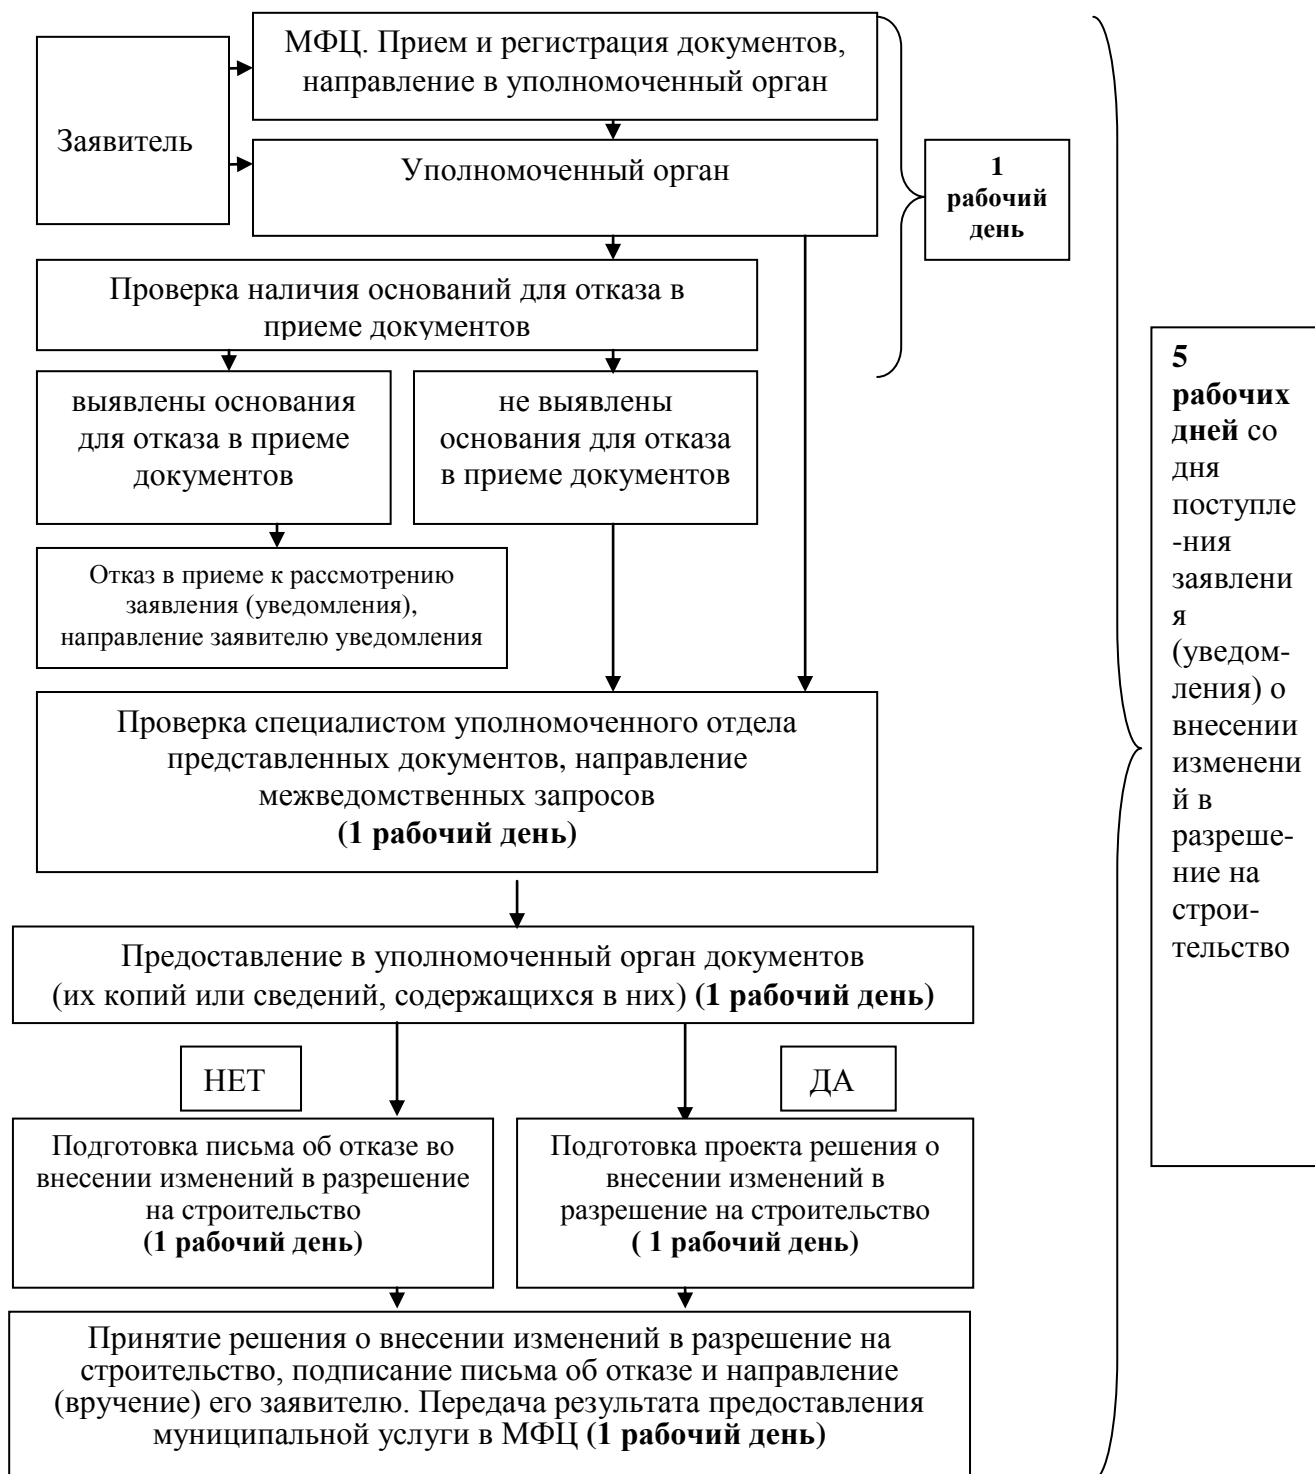 МФЦ. Прием и регистрация документов,
направление в уполномоченный орган
Заявитель
Уполномоченный орган
1
рабочий
день
Проверка наличия оснований для отказа в
приеме документов
выявлены основания
для отказа в приеме
документов
не выявлены
основания для отказа
в приеме документов
Отказ в приеме к рассмотрению
заявления (уведомления),
направление заявителю уведомления
Проверка специалистом уполномоченного отдела
представленных документов, направление
межведомственных запросов
(1 рабочий день)
Предоставление в уполномоченный орган документов
(их копий или сведений, содержащихся в них) (1 рабочий день)
НЕТ
ДА
Подготовка письма об отказе во
внесении изменений в разрешение
на строительство
(1 рабочий день)
Подготовка проекта решения о
внесении изменений в
разрешение на строительство
( 1 рабочий день)
Принятие решения о внесении изменений в разрешение на
строительство, подписание письма об отказе и направление
(вручение) его заявителю. Передача результата предоставления
муниципальной услуги в МФЦ (1 рабочий день)
5
рабочих
дней со
дня
поступле
-ния
заявлени
я
(уведом-
ления) о
внесении
изменени
й в
разреше-
ние на
строи-
тельство